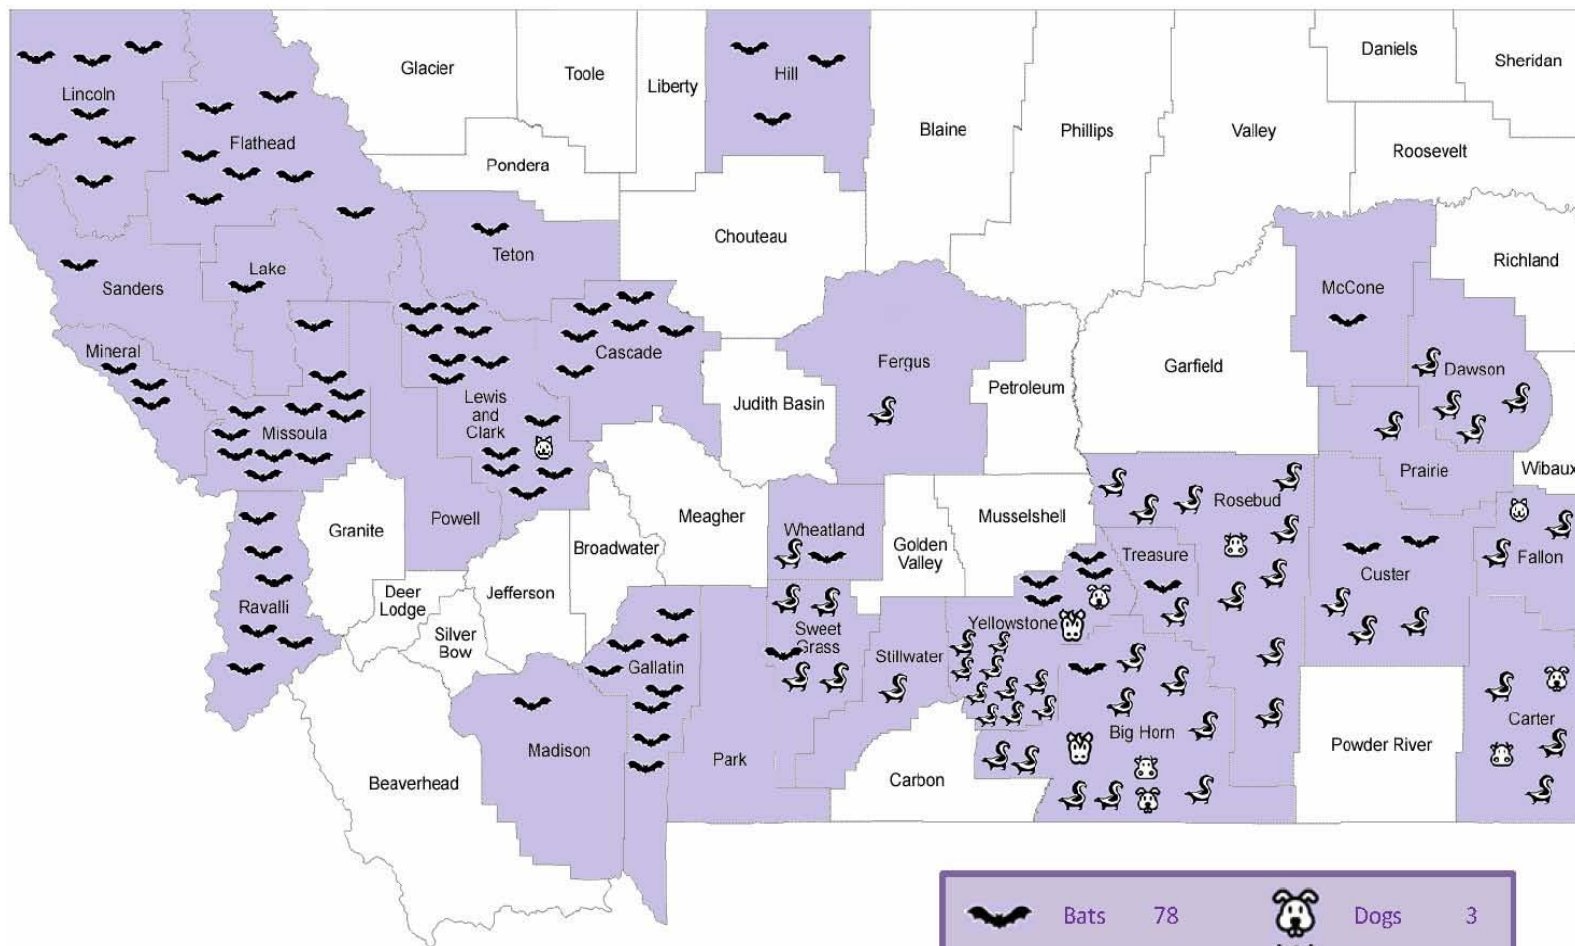 Glacier
Toole
Liberty
Hill
Blaine
Phillips
Valley
Daniels
Sheridan
Roosevelt
Lincoln
Flathead
Pondera
Chouteau
Teton
Lake
Sanders
Richland
McCone
Mineral
Cascade
Fergus
Garfield
Dawson
Petroleum
Judith Basin
Lewis
and
Clark
Missoula
Prairie
Wibaux
Powell
Granite
Meagher
Wheatland
Musselshell
Rosebud
Broadwater
Golden
Valley
Treasure
Fallon
Custer
Deer
Lodge
Jefferson
Ravalli
Silver
Bow
Yellowstone
Sweet
Grass
Stillwater
Gallatin
Carter
Big Horn
Powder River
Madison
Park
Beaverhead
Carbon
Bats 78 Dogs 3